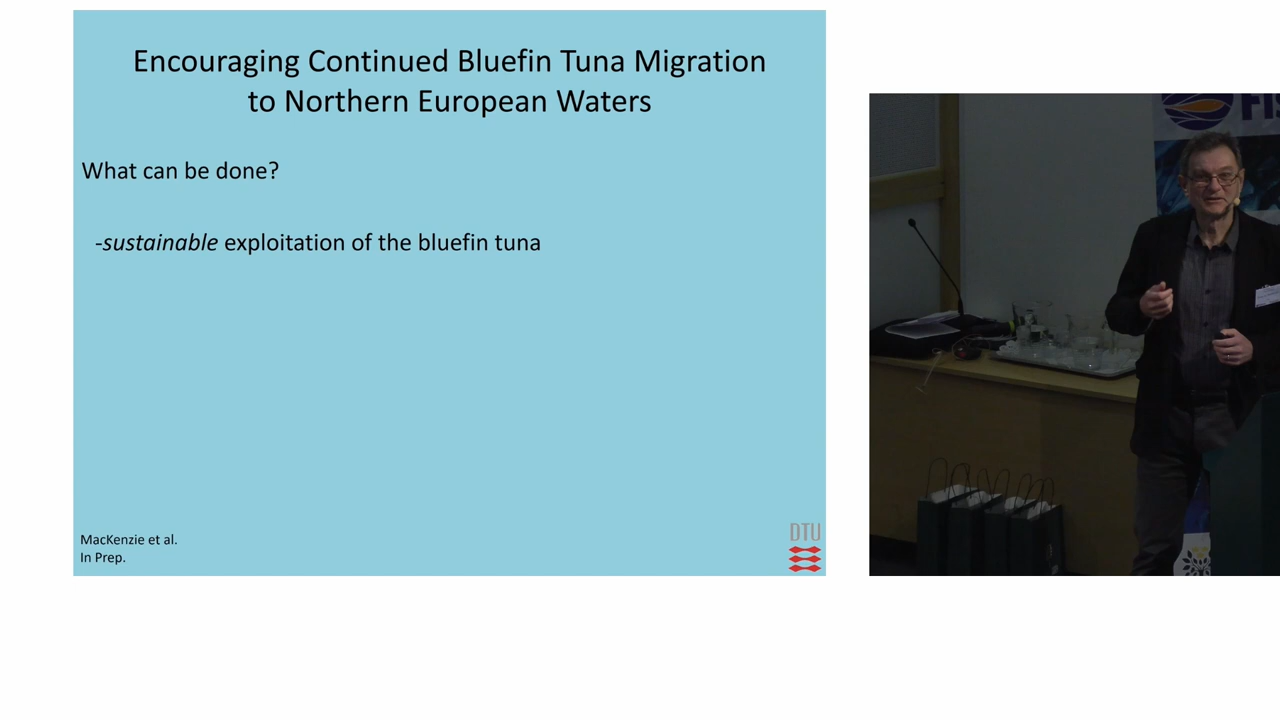 Encouraging Continued Bluefin Tuna Migration
to Northern European Waters
What can be done?
-sustainable exploitation of the bluefin tuna
MacKenzie et al.
In Prep.
DTU